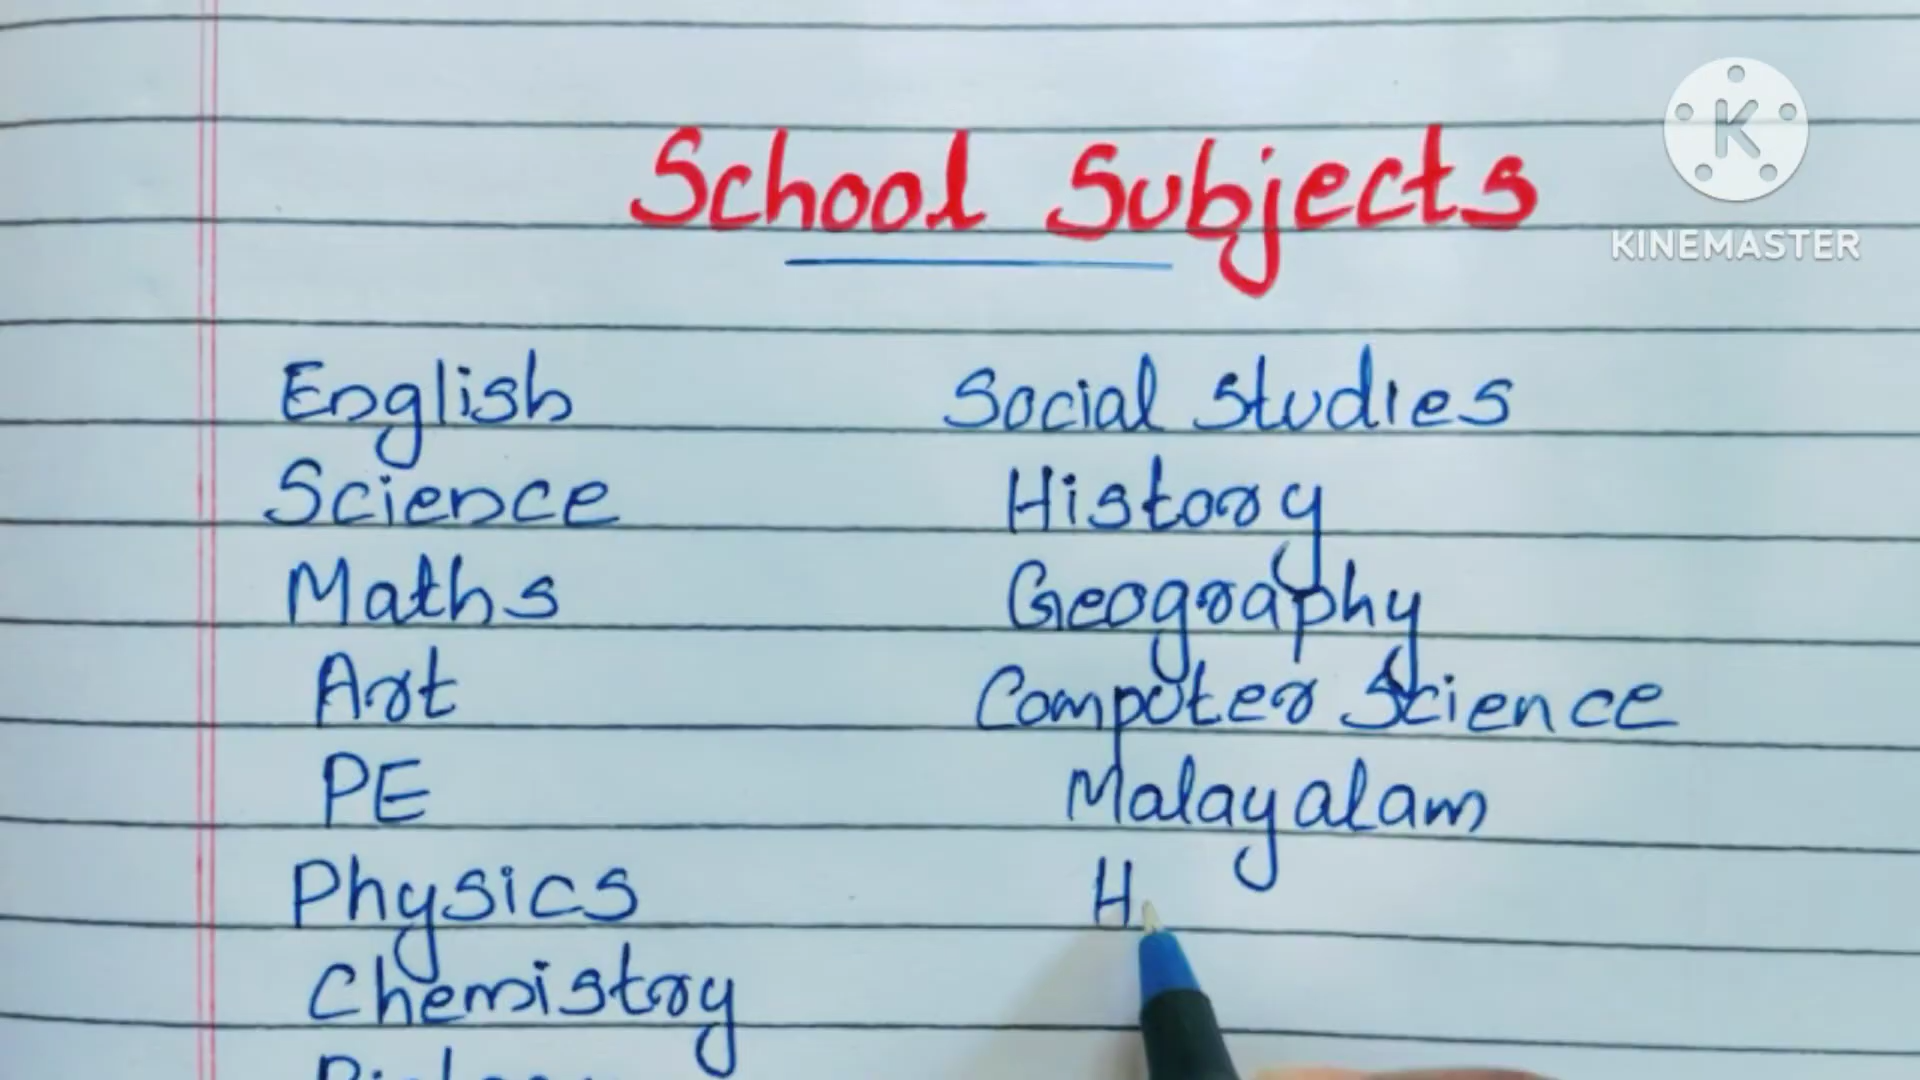 School Subjects
K
KINEMASTER
English
Science
Maths
Art
PE
Physics
Chemistry
Social Studies
History
Geography
Computer Science
Malayalam
H